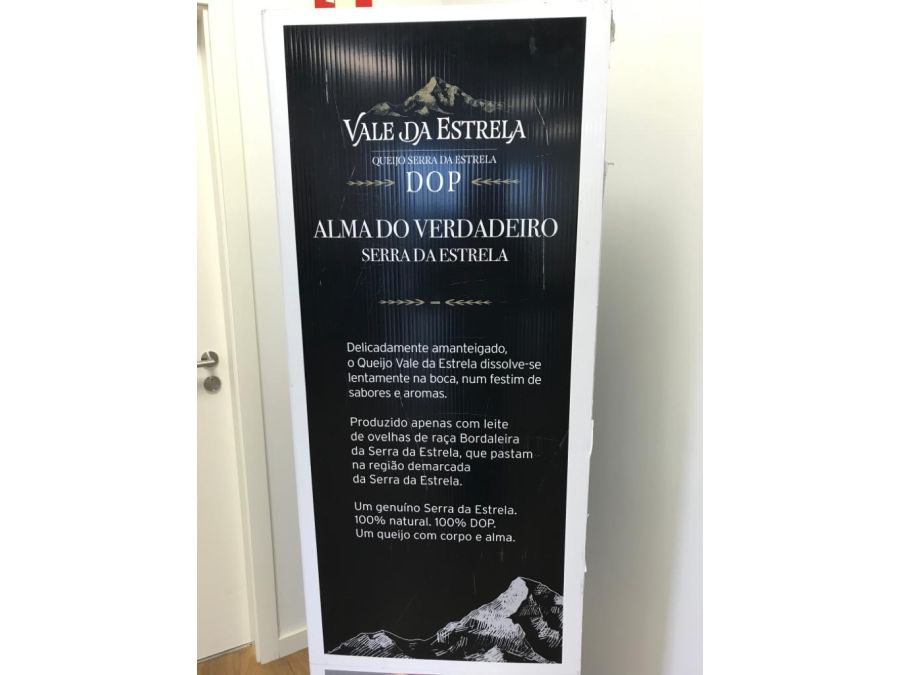 VALE DA ESTRELA
QUEIJO SERRA DA ESTRELA
DOP
ALMA DO VERDADEIRO
SERRA DA ESTRELA
Delicadamente amanteigado,
o Queijo Vale da Estrela dissolve-se
lentamente na boca, num festim de
sabores e aromas.
Produzido apenas com leite
de ovelhas de raça Bordaleira
da Serra da Estrela, que pastam
na região demarcada
da Serra da Estrela.
Um genuíno Serra da Estrela.
100% natural. 100% DOP.
Um queijo com corpo e alma.